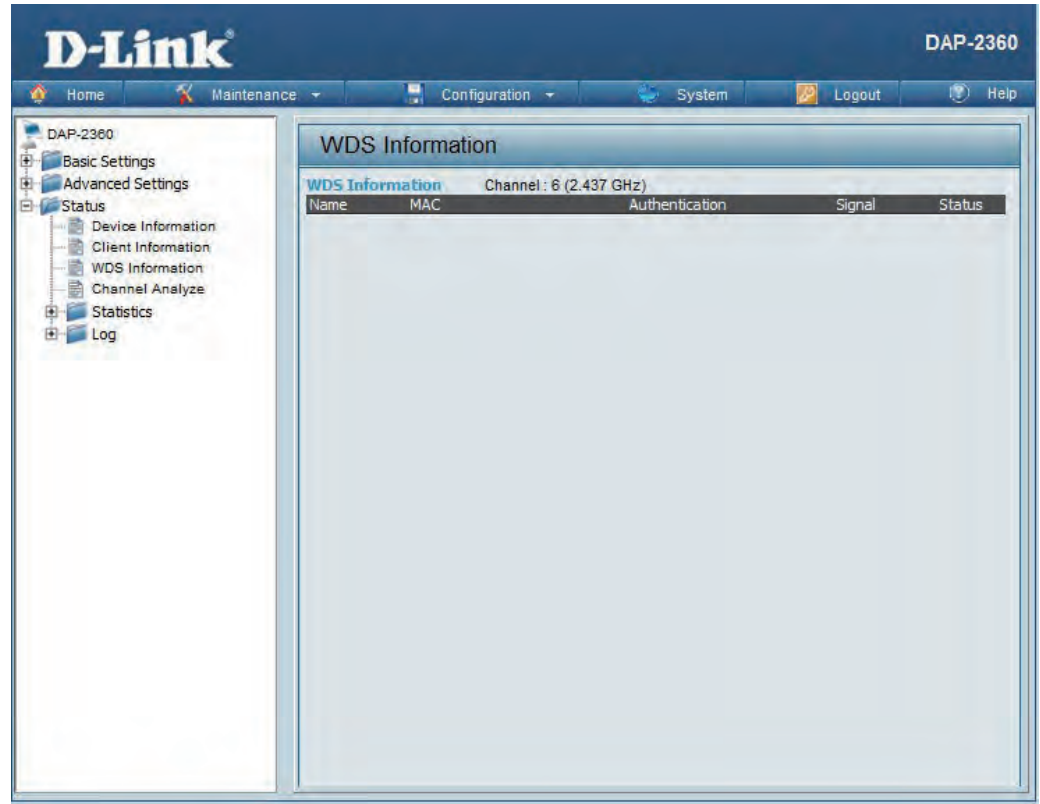 D-Link
DAP-2360
Home Maintenance Configuration System Logout Help
DAP-2360
Basic Settings
Advanced Settings
Status
Device Information
Client Information
WDS Information
Channel Analyze
Statistics
Log
WDS Information
WDS Information Channel : 6 (2.437 GHz)
Name MAC Authentication Signal Status